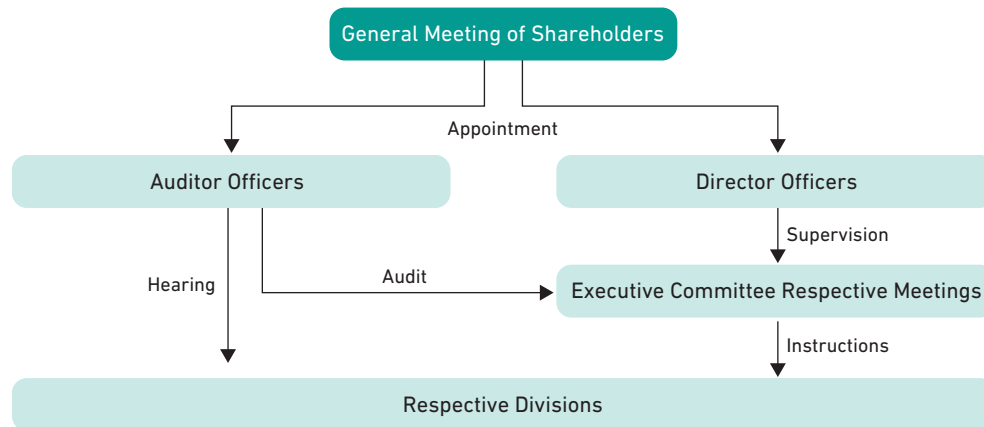 General Meeting of Shareholders
Appointment
Auditor Officers
Director Officers
Supervision
Hearing
Audit
Executive Committee Respective Meetings
Instructions
Respective Divisions